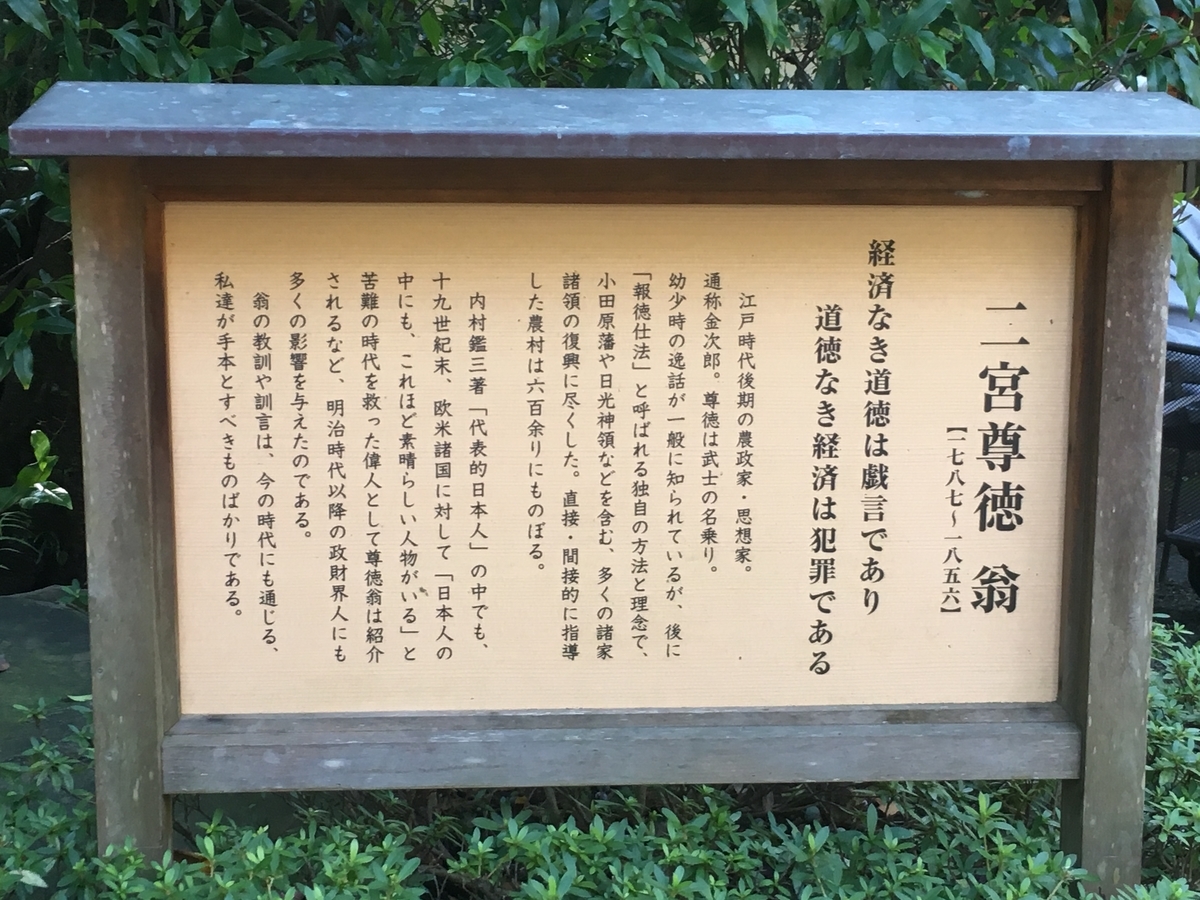 二宮尊徳 翁
【一七八七～一八五六】
経済なき道徳は戯言であり
道徳なき経済は犯罪である
江戸時代後期の農政家・思想家。
通称金次郎。尊徳は武士の名乗り。
幼少時の逸話が一般に知られているが、後に
「報徳仕法」と呼ばれる独自の方法と理念で、
小田原藩や日光神領などを含む、多くの諸家
諸領の復興に尽くした。直接・間接的に指導
した農村は六百余りにものぼる。
内村鑑三著「代表的日本人」の中でも、
十九世紀末、欧米諸国に対して「日本人の
中にも、これほど素晴らしい人物がいる」と
苦難の時代を救った偉人として尊徳翁は紹介
されるなど、明治時代以降の政財界人にも
多くの影響を与えたのである。
翁の教訓や訓言は、今の時代にも通じる、
私達が手本とすべきものばかりである。